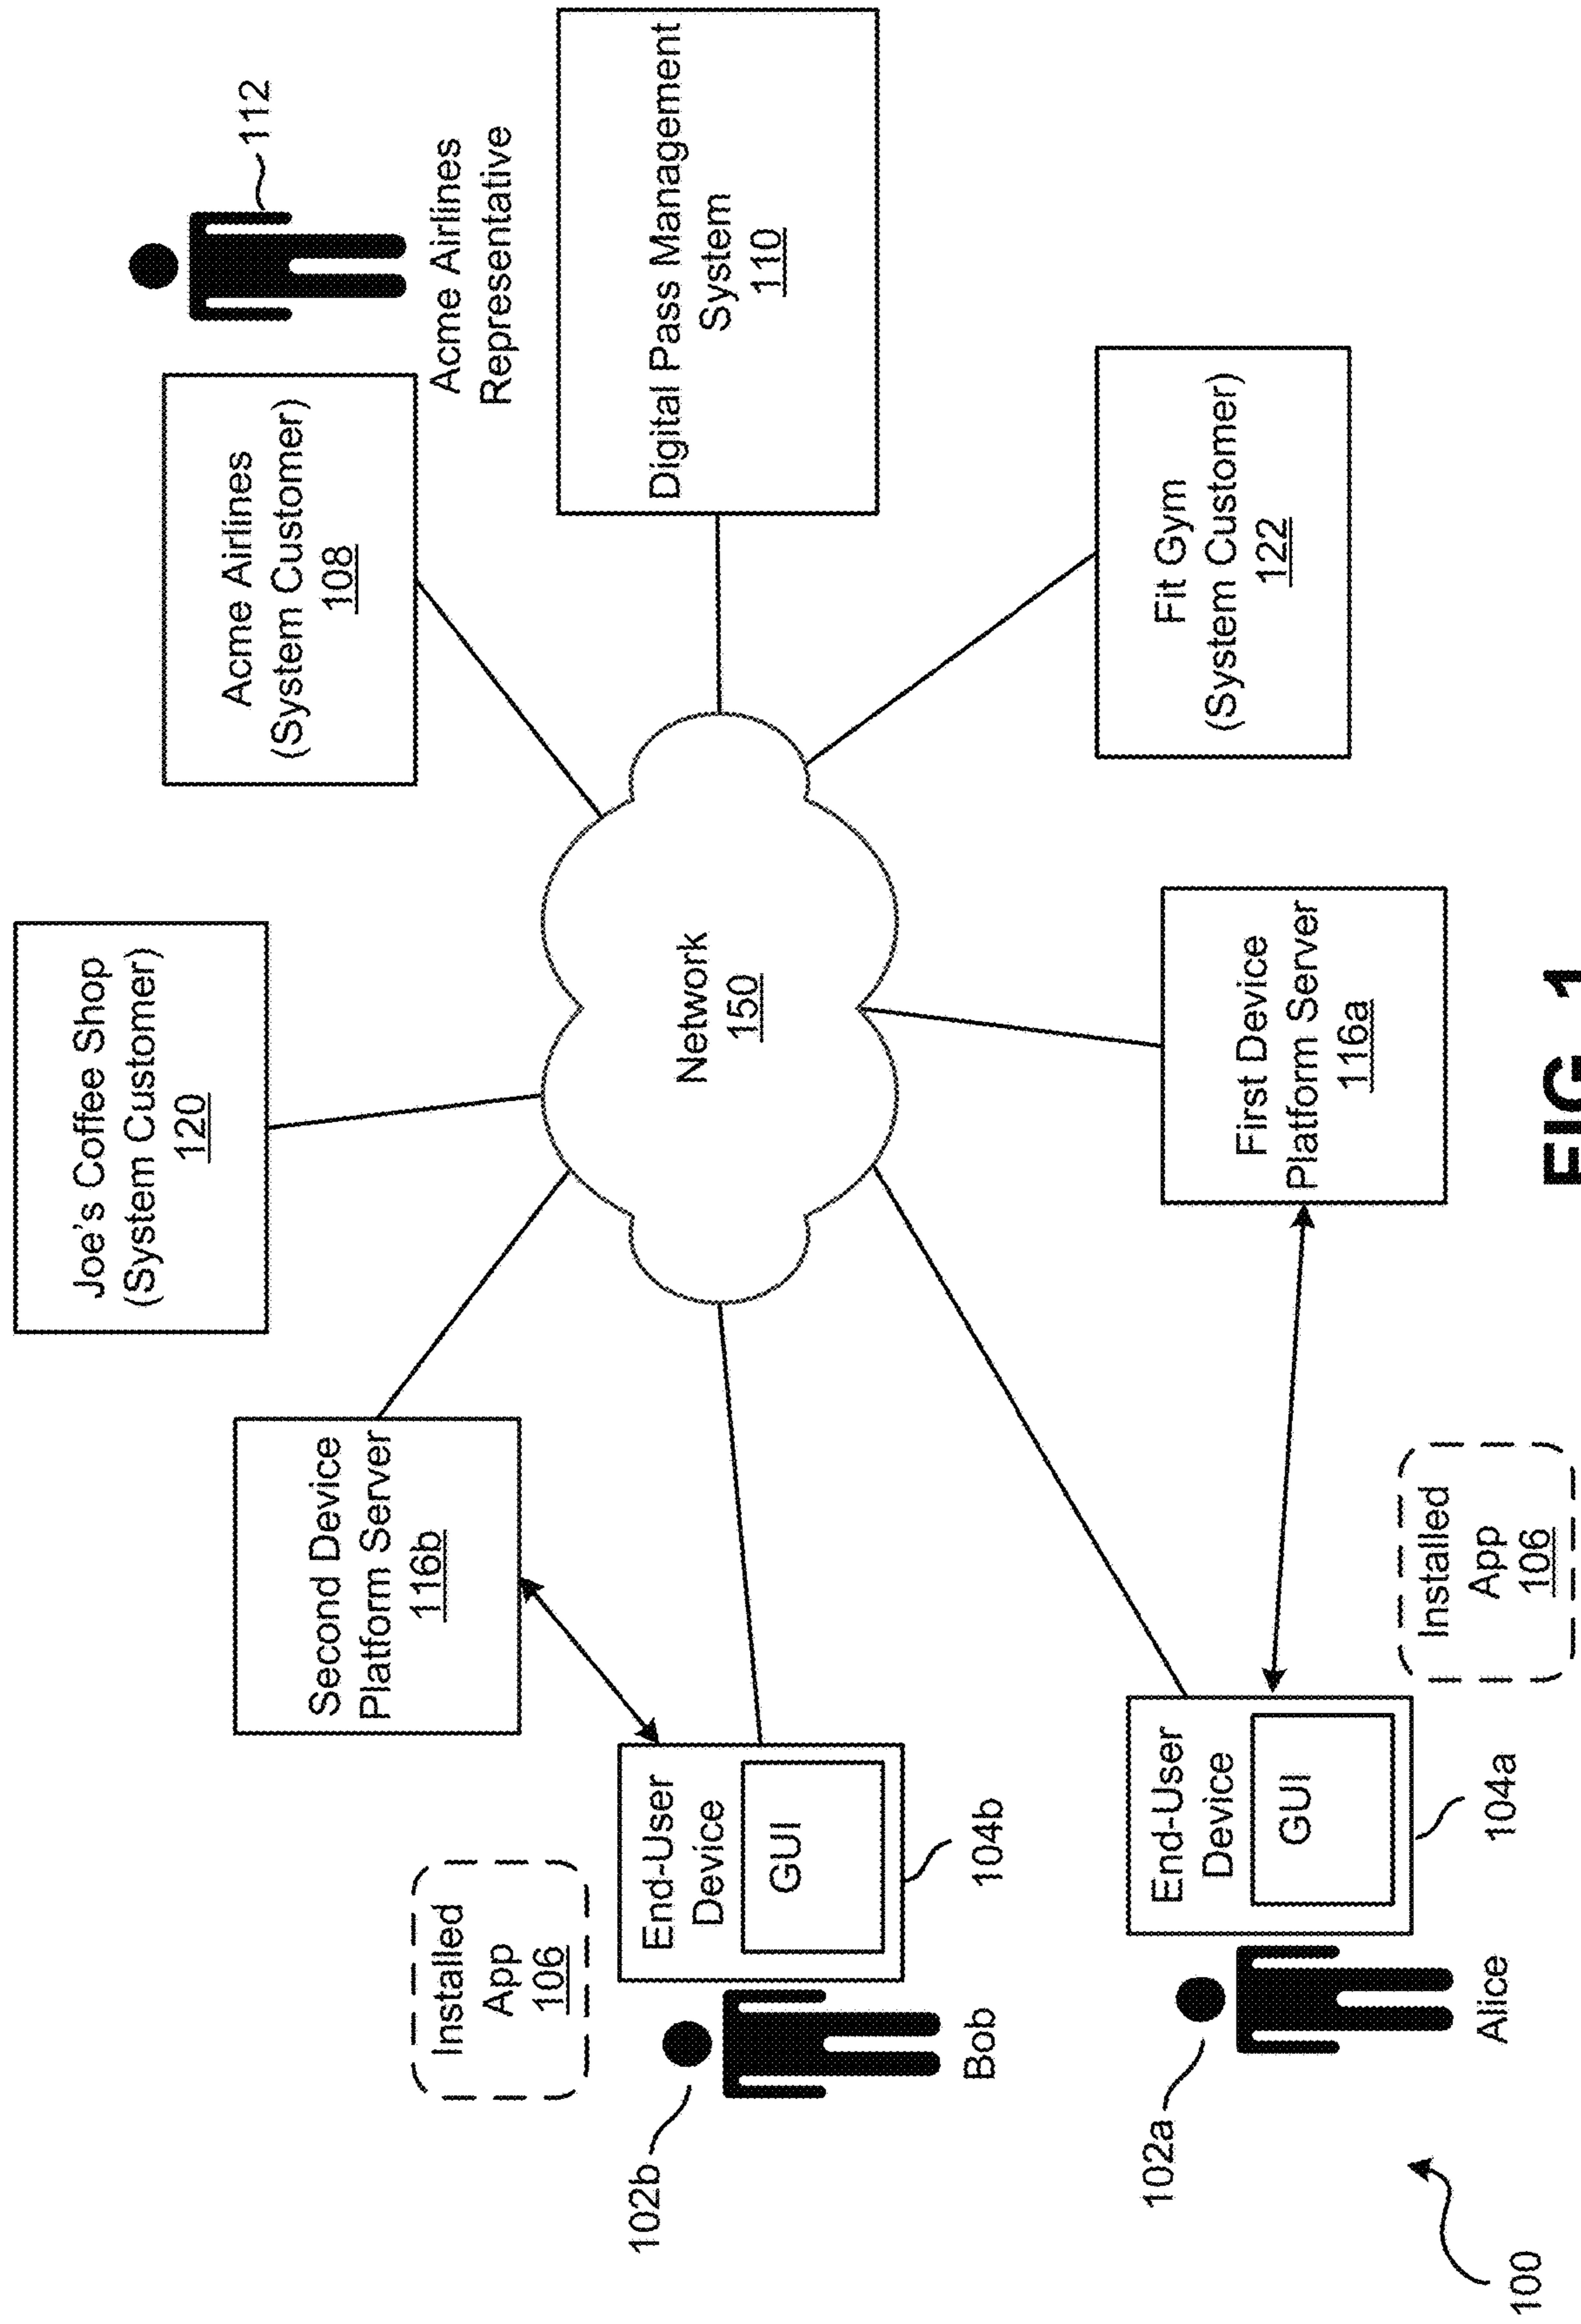 Joe's Coffee Shop
(System Customer)
120
Acme Airlines
(System Customer)
108
112
Acme Airlines
Representative
Second Device
Platform Server
116b
Installed
App
106
End-User
Device
GUI
104b
102b
Bob
Network
150
Digital Pass Management
System
110
End-User
Device
GUI
104a
102a
Alice
Installed
App
106
First Device
Platform Server
116a
Fit Gym
(System Customer)
122
100
FIG. 1